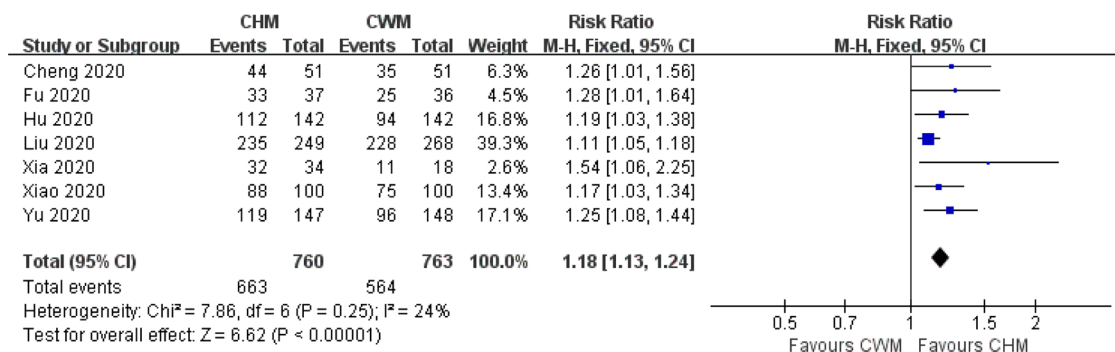 CHM CWM Risk Ratio Risk Ratio
Study or Subgroup Events Total Events Total Weight M-H, Fixed, 95% CI M-H, Fixed, 95% CI
Cheng 2020 44 51 35 51 6.3% 1.26 [1.01, 1.56]
Fu 2020 33 37 25 36 4.5% 1.28 [1.01, 1.64]
Hu 2020 112 142 94 142 16.8% 1.19 [1.03, 1.38]
Liu 2020 235 249 228 268 39.3% 1.11 [1.05, 1.18]
Xia 2020 32 34 11 18 2.6% 1.54 [1.06, 2.25]
Xiao 2020 88 100 75 100 13.4% 1.17 [1.03, 1.34]
Yu 2020 119 147 96 148 17.1% 1.25 [1.08, 1.44]
Total (95% CI) 760 763 100.0% 1.18 [1.13, 1.24]
Total events 663 564
Heterogeneity: Chi² = 7.86, df = 6 (P = 0.25); I² = 24%
Test for overall effect: Z = 6.62 (P < 0.00001)
0.5 0.7 1 1.5 2
Favours CWM Favours CHM